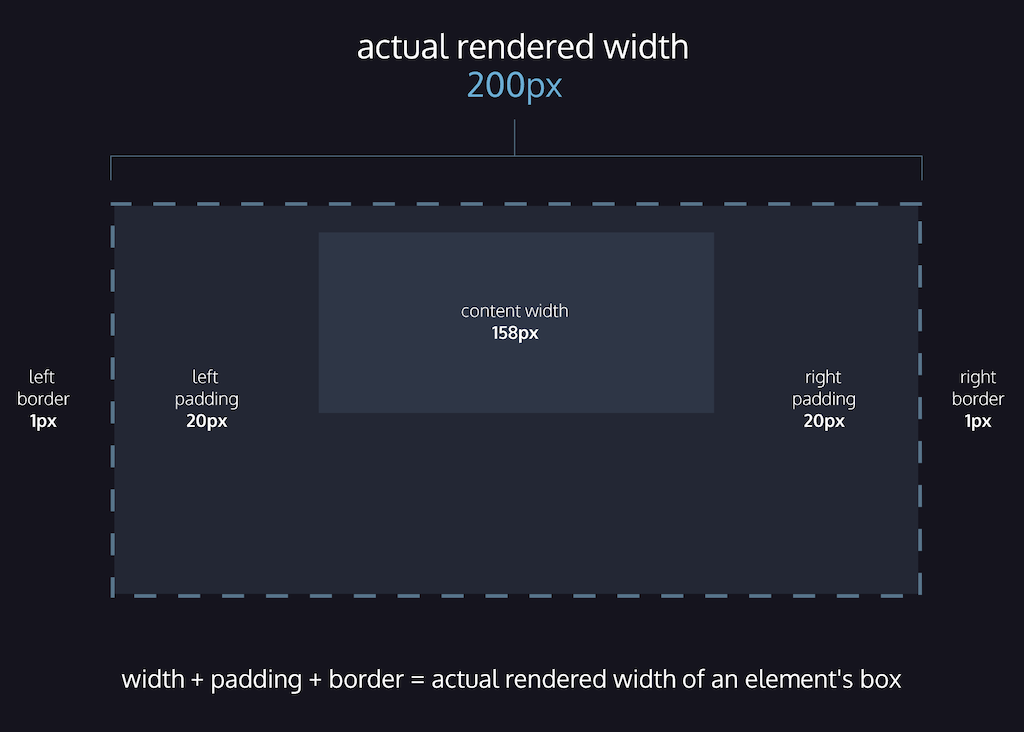 actual rendered width
200px
content width
158px
left
border
1px
left
padding
20px
right
padding
20px
right
border
1px
width + padding + border = actual rendered width of an element's box